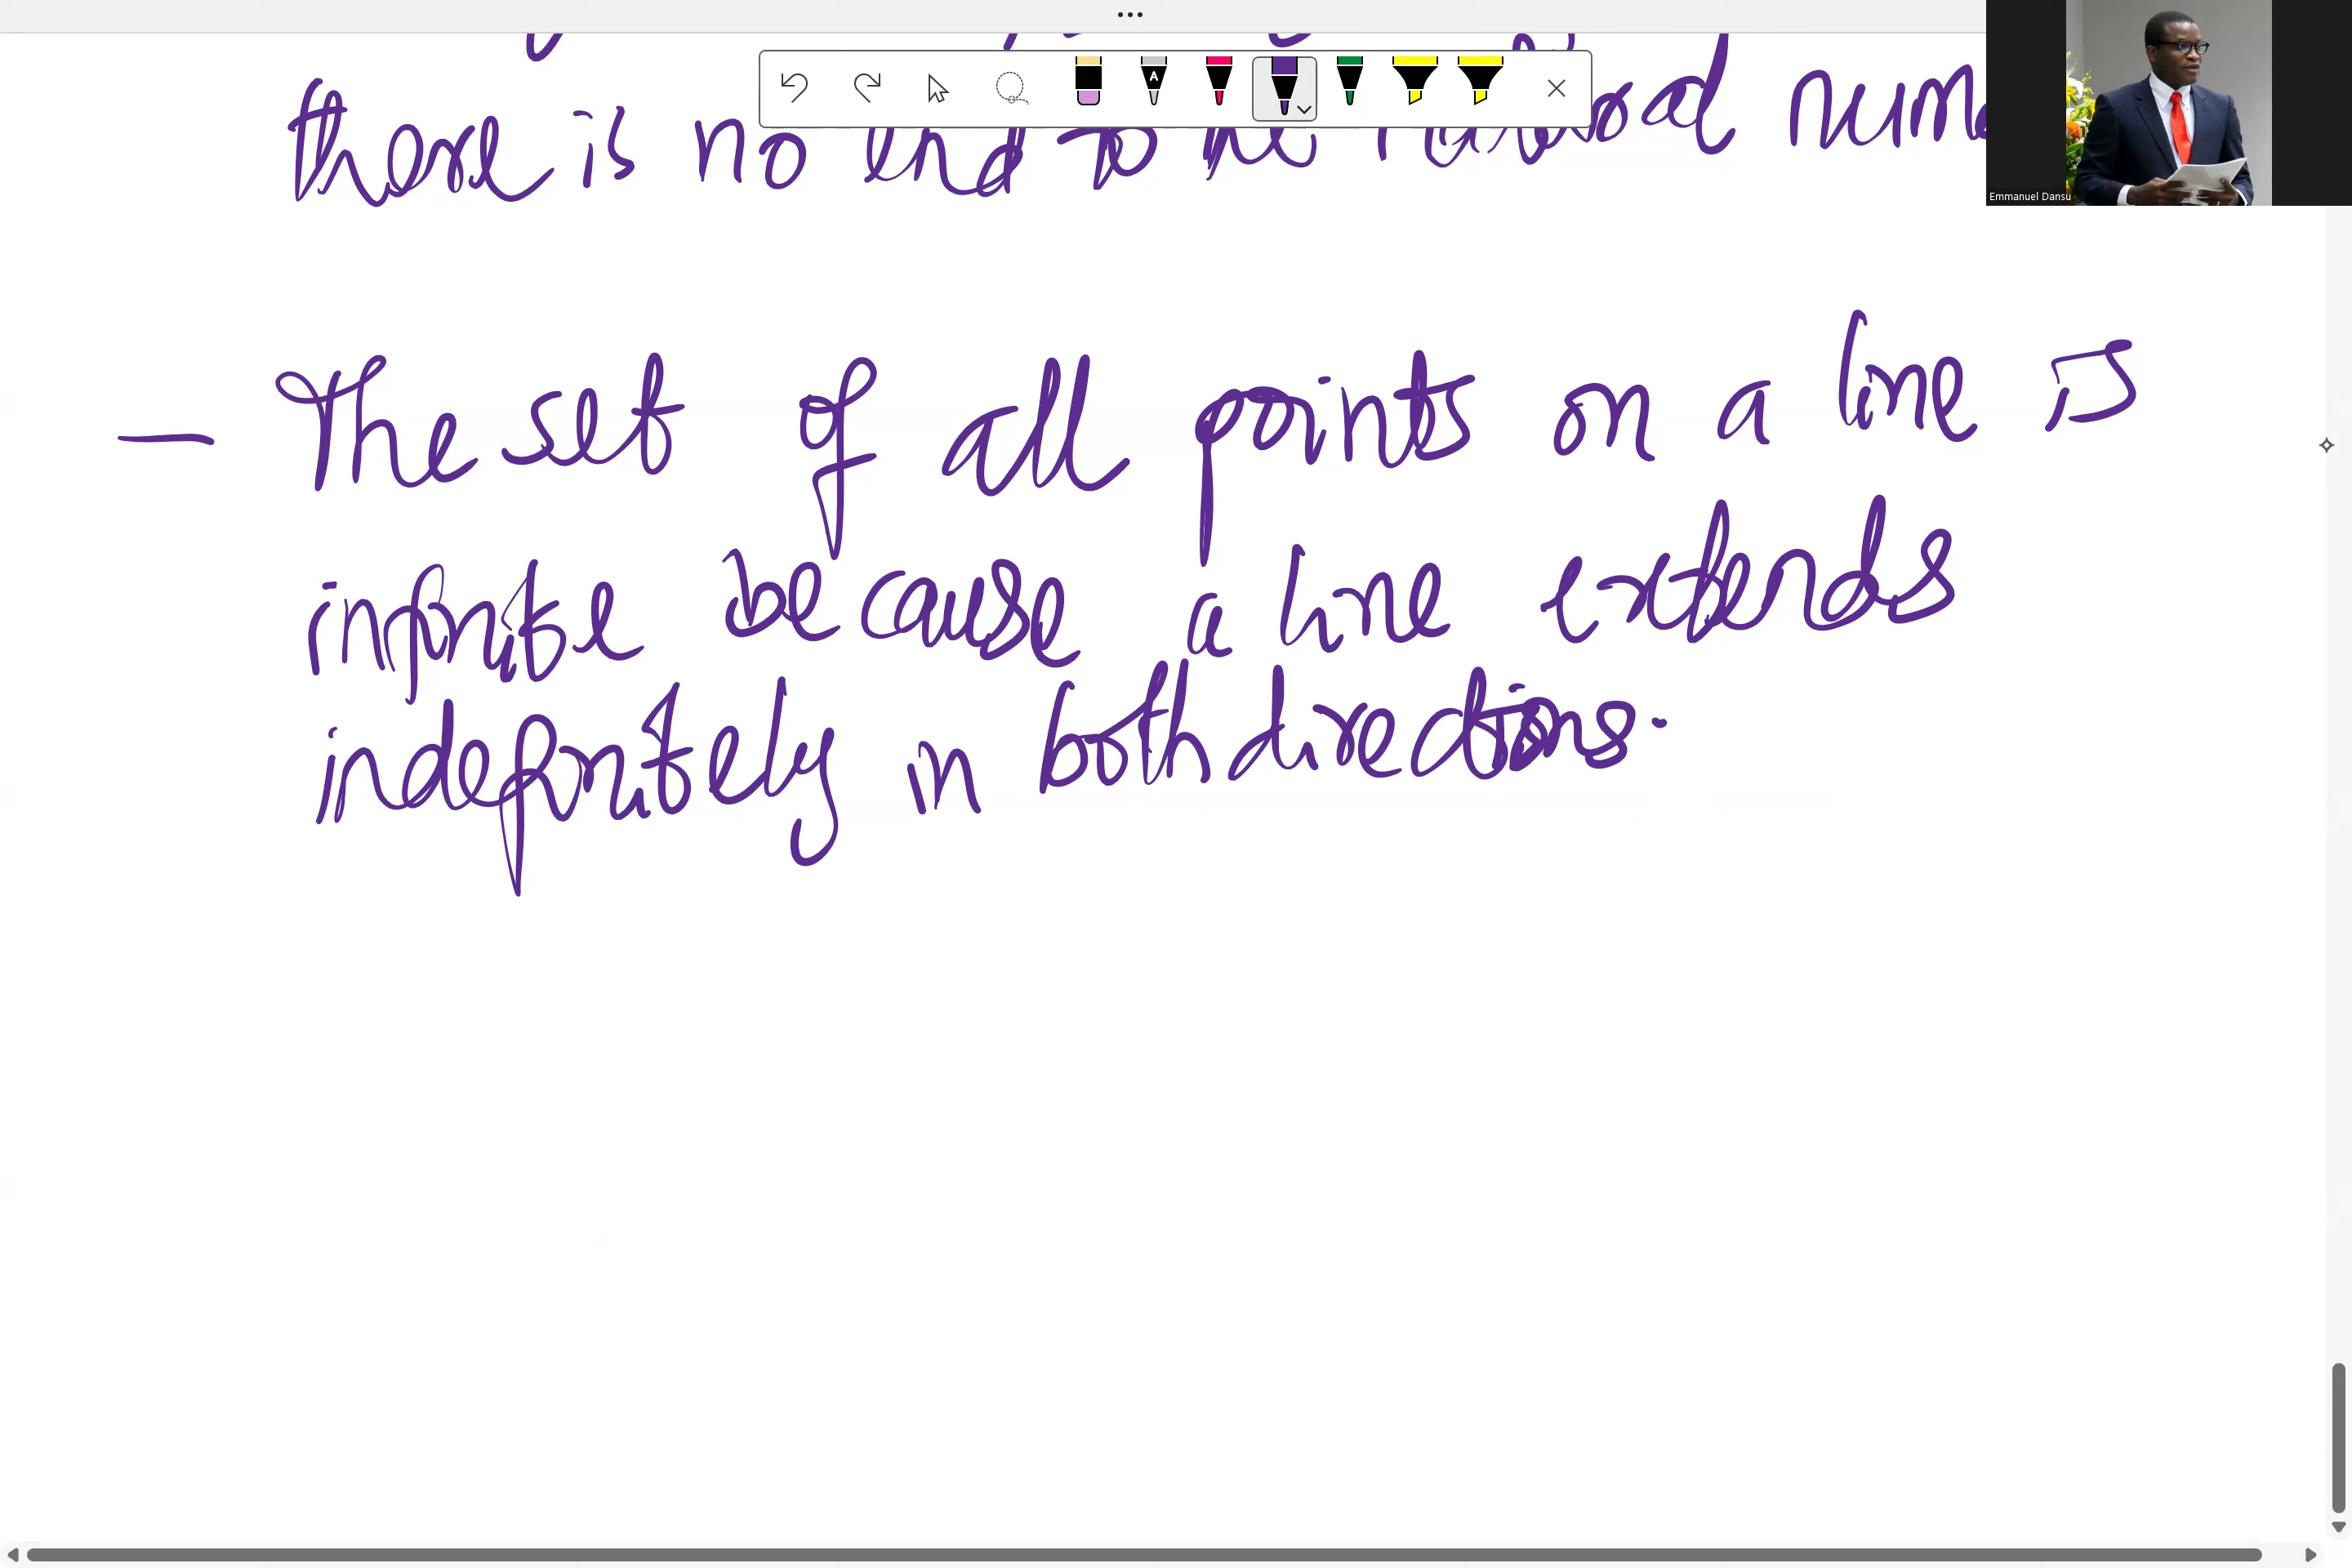 there is no end to the natural num
Emmanuel Dansu
— The set of all points on a line is
infinite because a line extends
indefinitely in both directions.